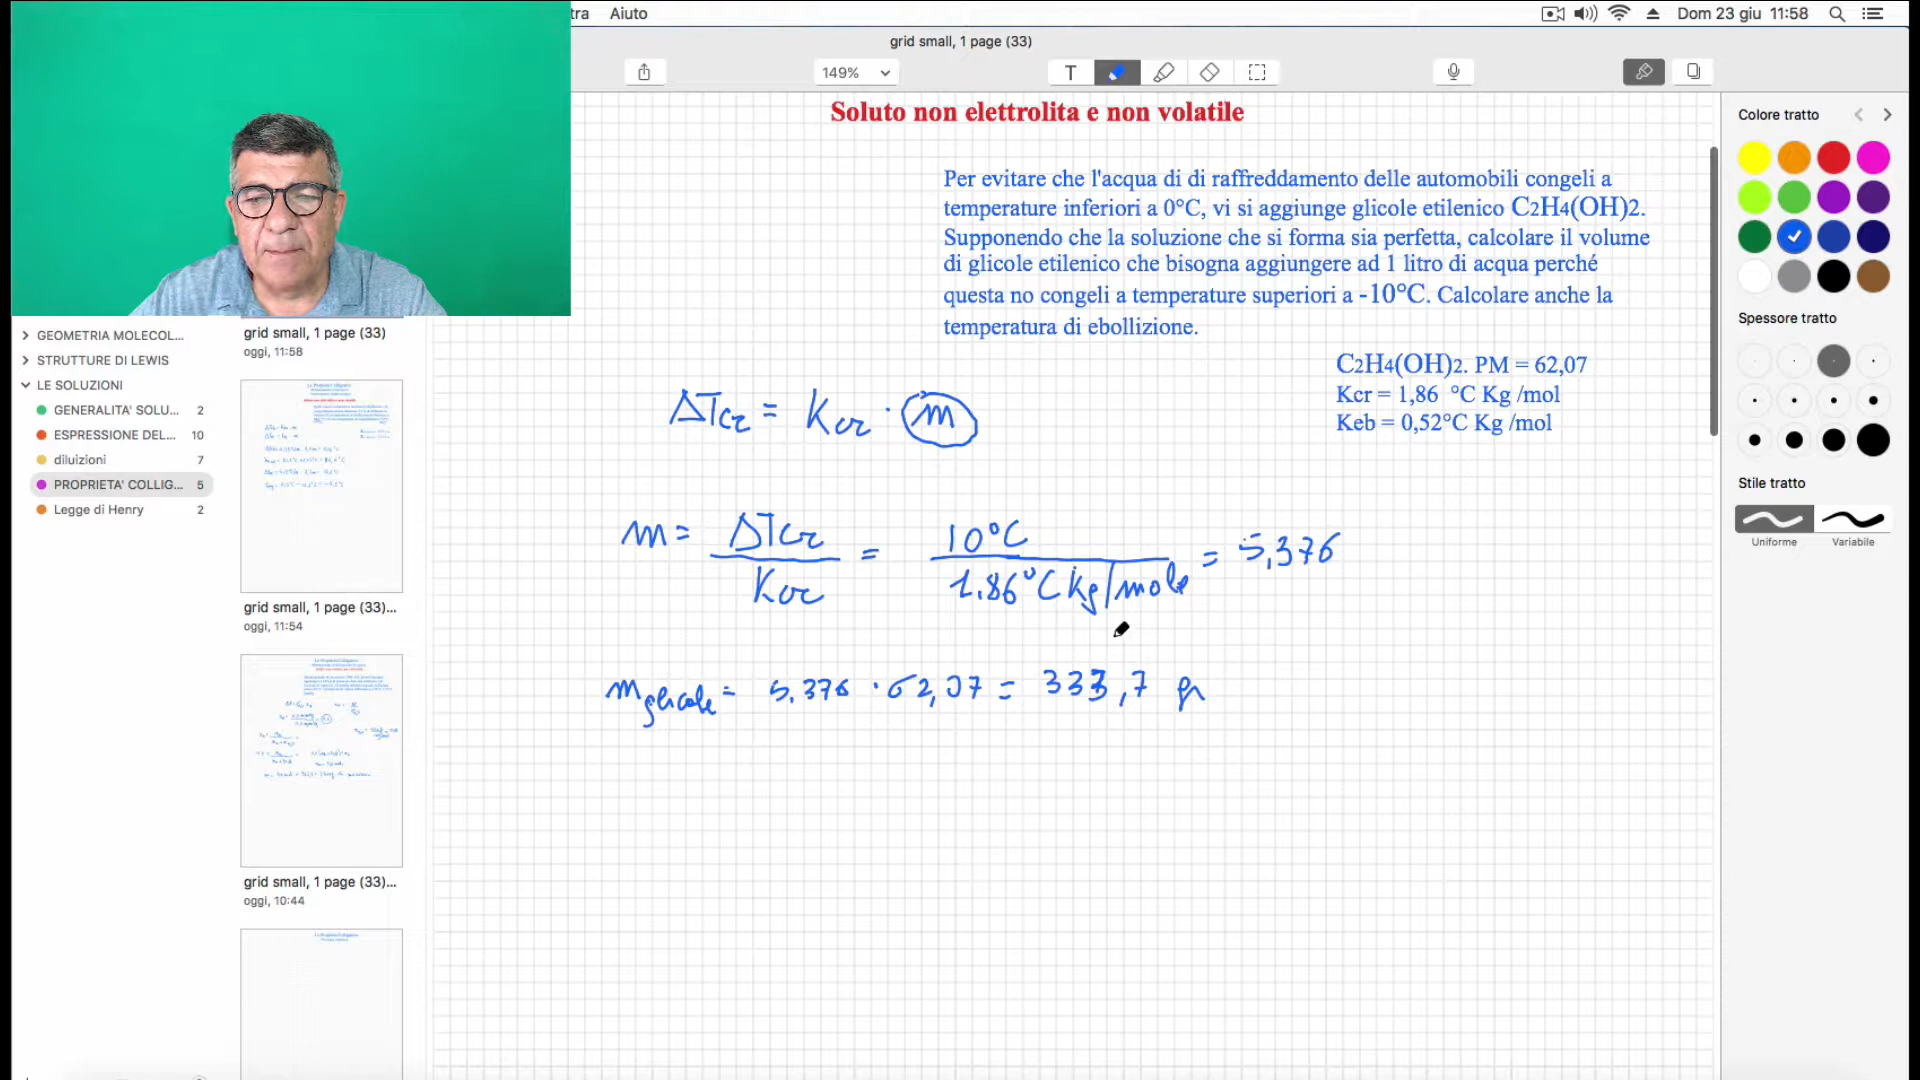 tra Aiuto
Dom 23 giu 11:58
grid small, 1 page (33)
149%
T
Soluto non elettrolita e non volatile
Per evitare che l'acqua di di raffreddamento delle automobili congeli a
temperature inferiori a 0°C, vi si aggiunge glicole etilenico C2H4(OH)2.
Supponendo che la soluzione che si forma sia perfetta, calcolare il volume
di glicole etilenico che bisogna aggiungere ad 1 litro di acqua perché
questa no congeli a temperature superiori a -10°C. Calcolare anche la
temperatura di ebollizione.
C2H4(OH)2. PM = 62,07
Kcr = 1,86 °C Kg /mol
Keb = 0,52°C Kg /mol
ΔTcr = Kcr · m
m = ΔTcr / Kcr = 10°C / 1.86°C kg/mole = 5,376
m glicole = 5,376 · 62,07 = 333,7 gr
GEOMETRIA MOLECOL...
STRUTTURE DI LEWIS
LE SOLUZIONI
GENERALITA' SOLU... 2
ESPRESSIONE DEL... 10
diluizioni 7
PROPRIETA' COLLIG... 5
Legge di Henry 2
grid small, 1 page (33)
oggi, 11:58
grid small, 1 page (33)...
oggi, 11:54
grid small, 1 page (33)...
oggi, 10:44
Colore tratto
Spessore tratto
Stile tratto
Uniforme
Variabile